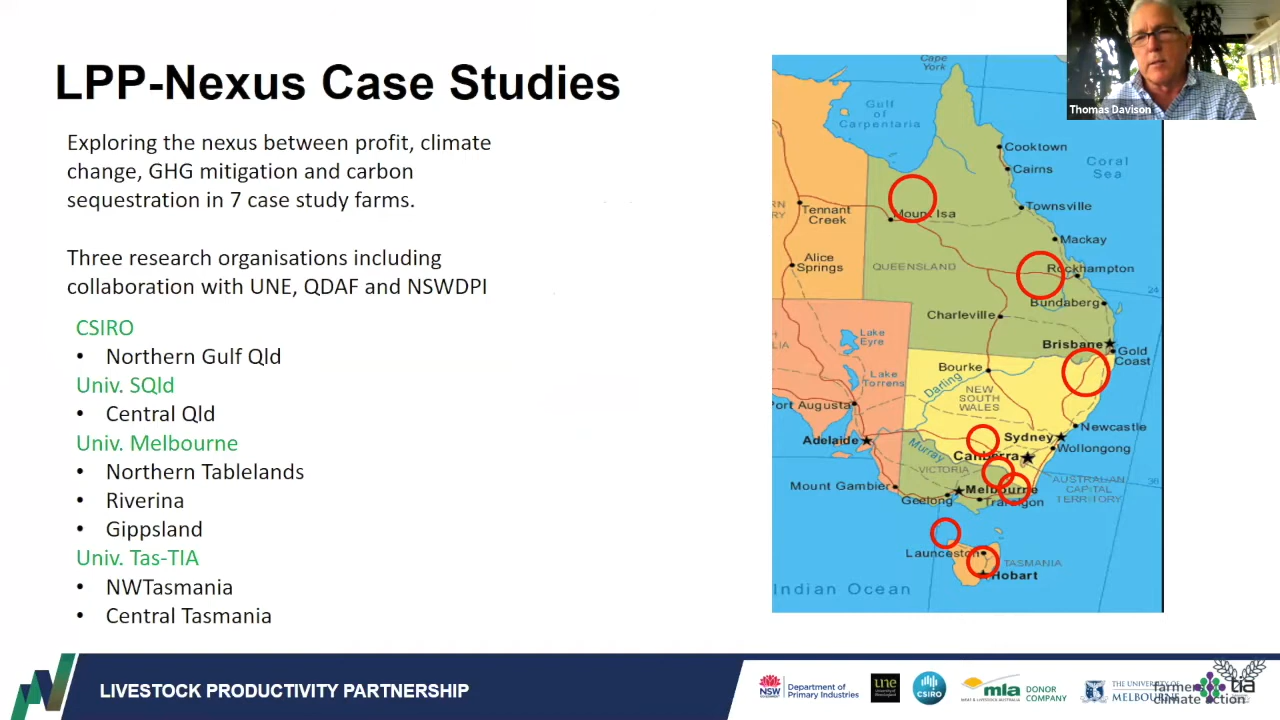 LPP-Nexus Case Studies
Exploring the nexus between profit, climate
change, GHG mitigation and carbon
sequestration in 7 case study farms.
Three research organisations including
collaboration with UNE, QDAF and NSWDPI
CSIRO
• Northern Gulf Qld
Univ. SQld
• Central Qld
Univ. Melbourne
• Northern Tablelands
• Riverina
• Gippsland
Univ. Tas-TIA
• NWTasmania
• Central Tasmania
Thomas Davison
Cape
York
Gulf
of
Carpentaria
Cooktown
Cairns
Coral
Sea
Townsville
Tennant
Creek
Mount Isa
Mackay
Alice
Springs
QUEENSLAND
Rockhampton
Bundaberg
Charleville
Lake
Eyre
Brisbane
Gold
Coast
Bourke
Lake
Torrens
Darling
NEW
SOUTH
WALES
Port Augusta
Newcastle
Adelaide
Sydney
Wollongong
Murray
Canberra
VICTORIA
Mount Gambier
Melbourne
AUSTRALIAN
CAPITAL
TERRITORY
Geelong
Traralgon
Launceston
TASMANIA
Hobart
Indian Ocean
LIVESTOCK PRODUCTIVITY PARTNERSHIP
NSW
Department of
Primary Industries
une
CSIRO
mla
MEAT & LIVESTOCK AUSTRALIA
DONOR
COMPANY
THE UNIVERSITY OF
MELBOURNE
farmers
climate action
tia